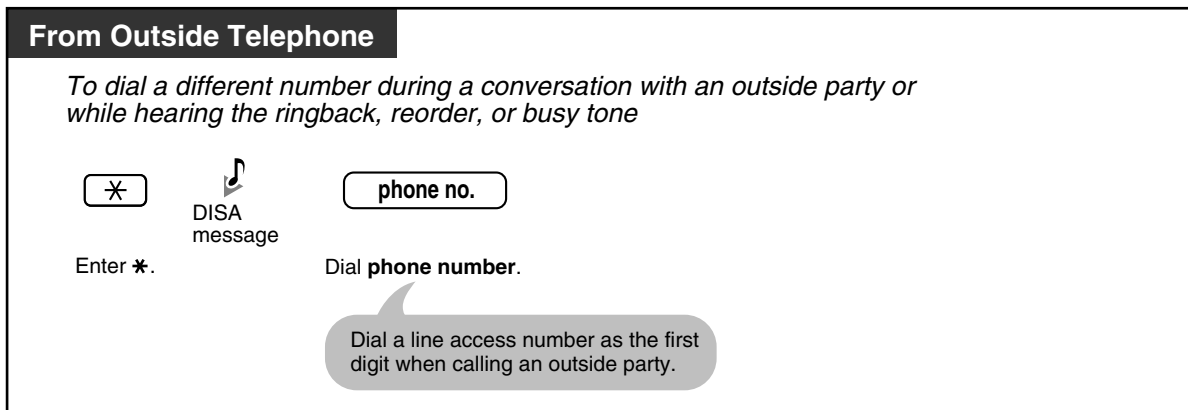 From Outside Telephone
To dial a different number during a conversation with an outside party or
while hearing the ringback, reorder, or busy tone
✳
DISA
message
phone no.
Enter ✳.
Dial phone number.
Dial a line access number as the first
digit when calling an outside party.